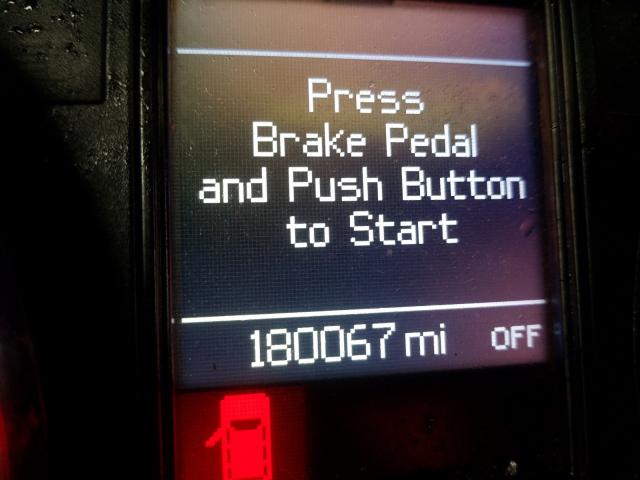 Press
Brake Pedal
and Push Button
to Start
180067 mi OFF